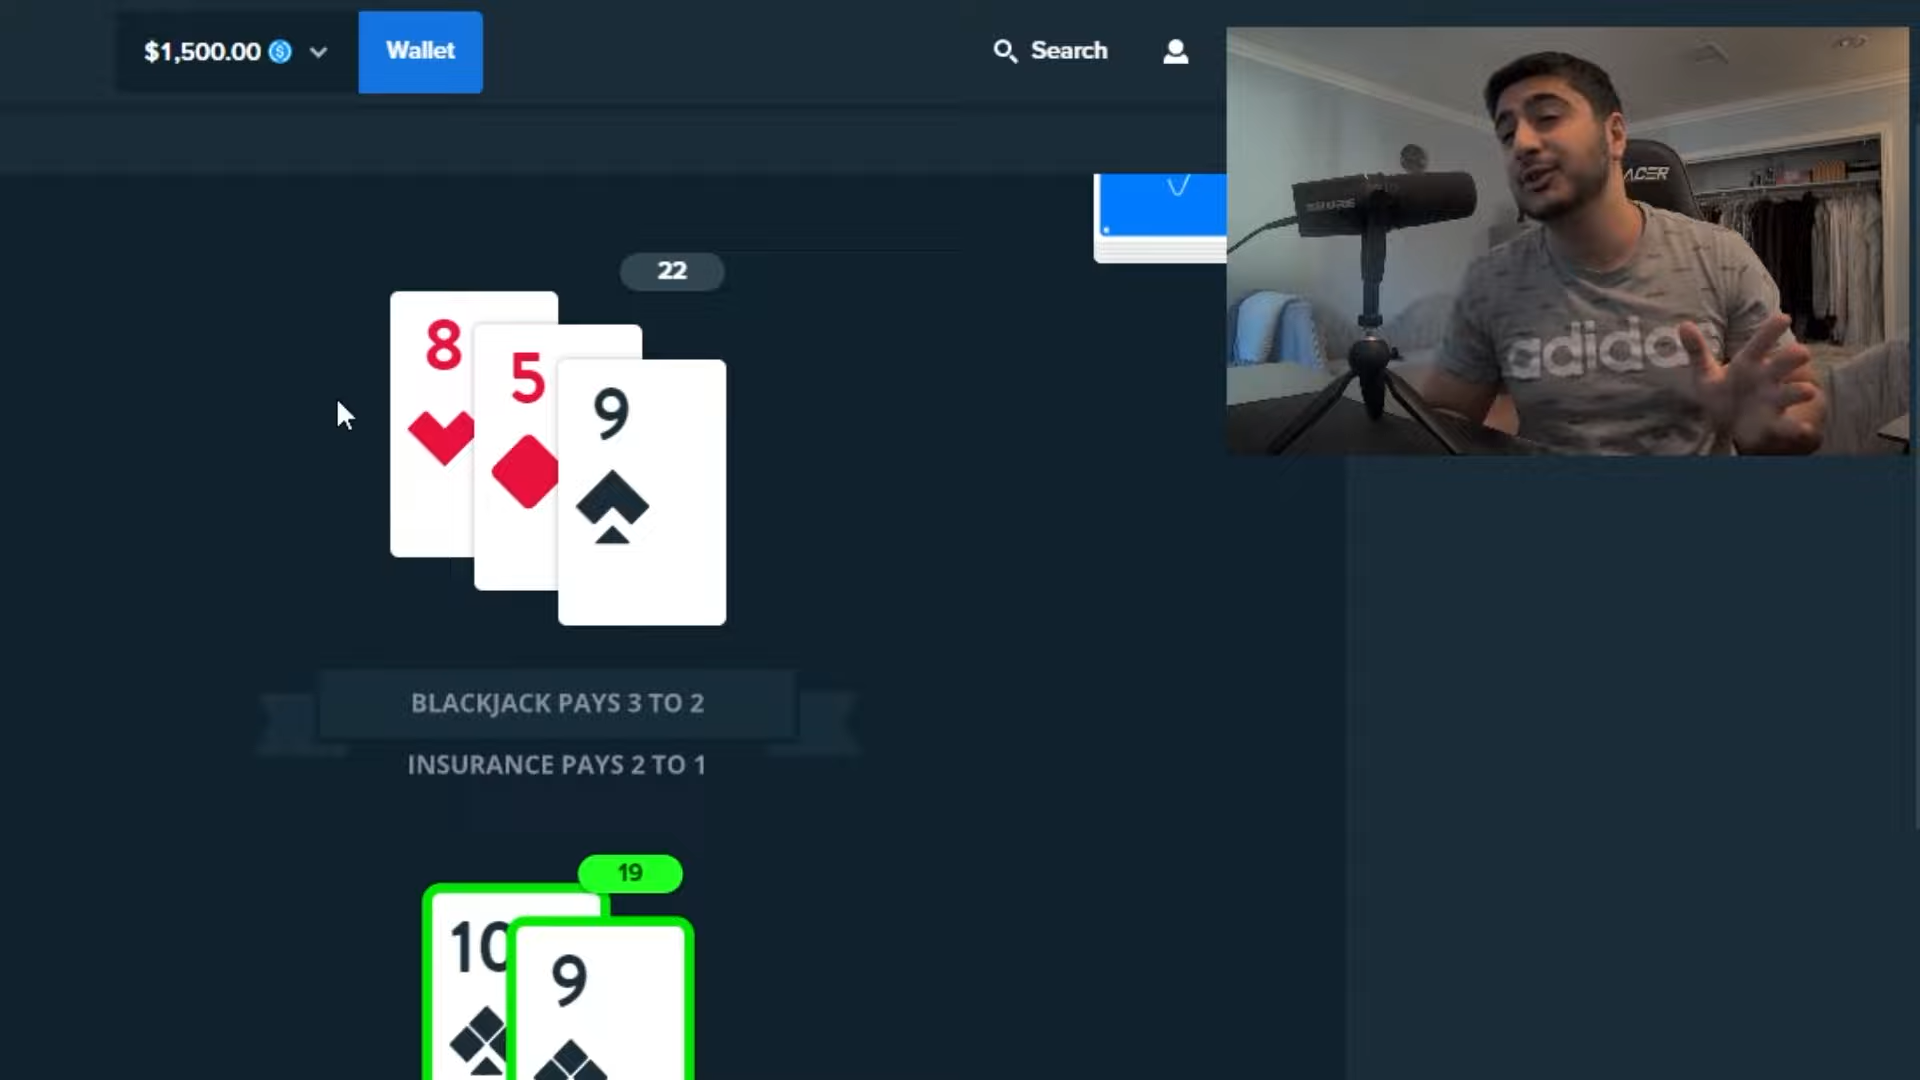 $1,500.00
Wallet
Search
ACER
22
8
5
9
adidas
BLACKJACK PAYS 3 TO 2
INSURANCE PAYS 2 TO 1
19
10
9